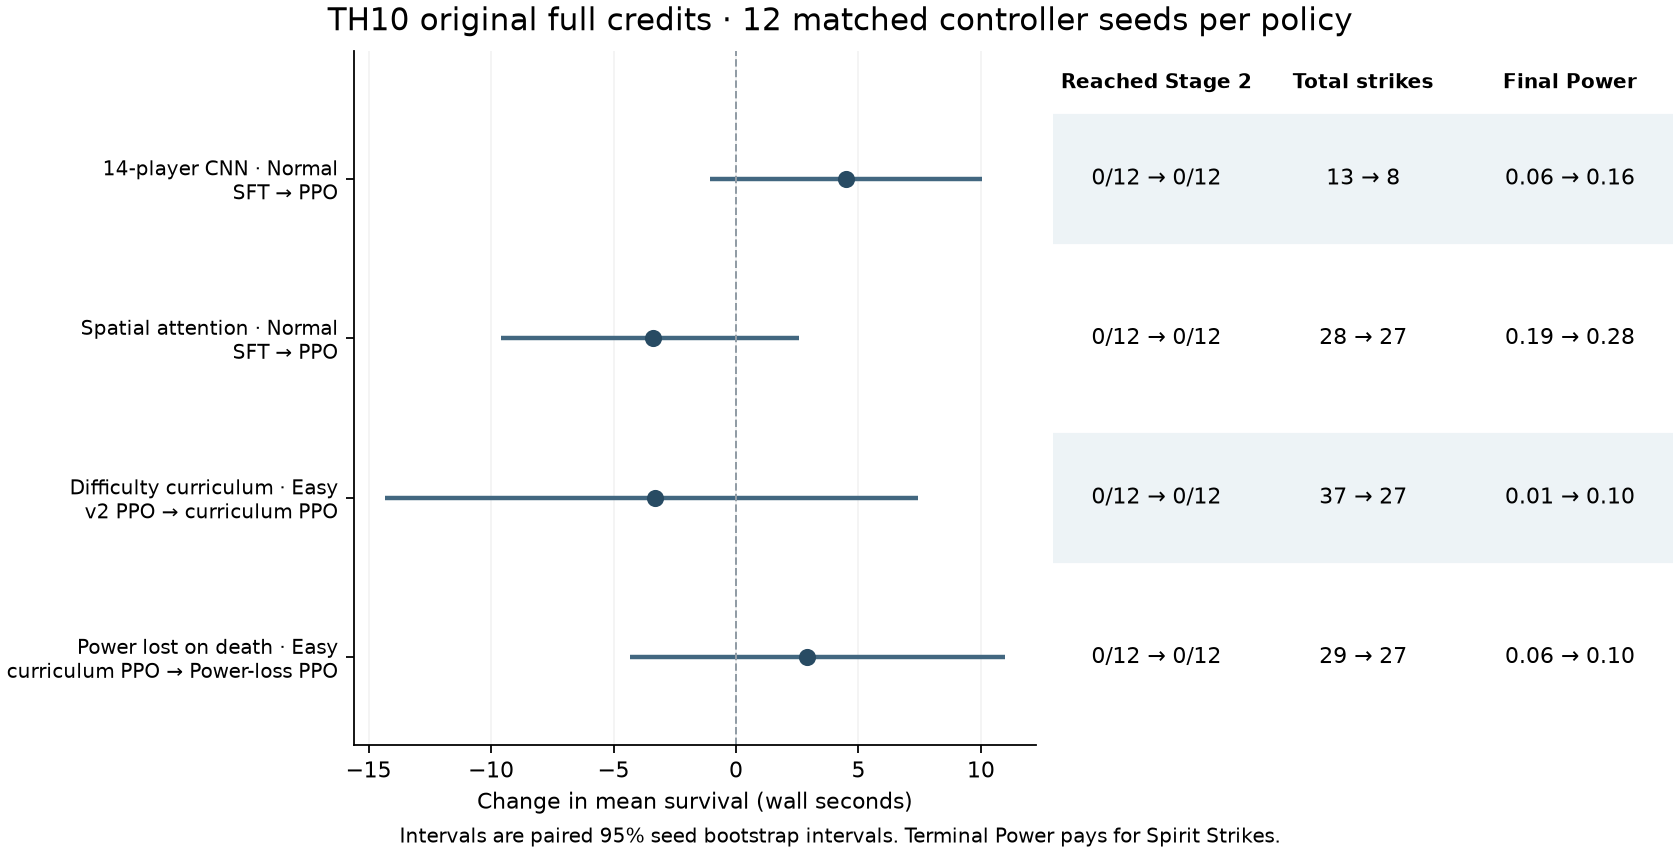 TH10 original full credits · 12 matched controller seeds per policy
Reached Stage 2 Total strikes Final Power
14-player CNN · Normal
SFT → PPO
0/12 → 0/12 13 → 8 0.06 → 0.16
Spatial attention · Normal
SFT → PPO
0/12 → 0/12 28 → 27 0.19 → 0.28
Difficulty curriculum · Easy
v2 PPO → curriculum PPO
0/12 → 0/12 37 → 27 0.01 → 0.10
Power lost on death · Easy
curriculum PPO → Power-loss PPO
0/12 → 0/12 29 → 27 0.06 → 0.10
−15 −10 −5 0 5 10
Change in mean survival (wall seconds)
Intervals are paired 95% seed bootstrap intervals. Terminal Power pays for Spirit Strikes.